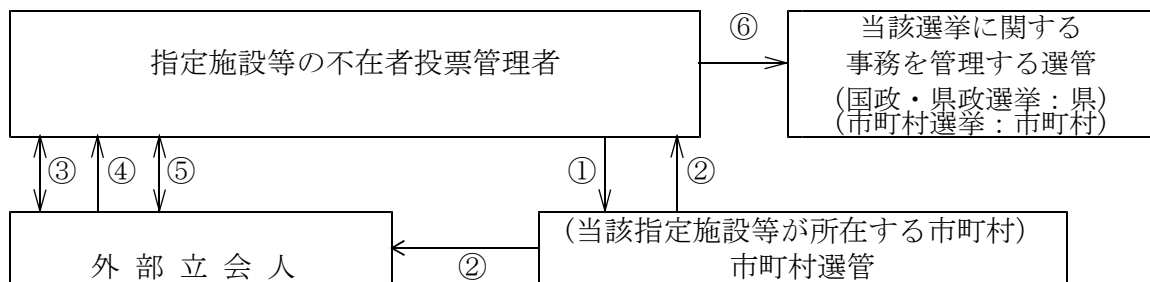 指定施設等の不在者投票管理者
⑥
当該選挙に関する
事務を管理する選管
(国政・県政選挙：県)
(市町村選挙：市町村)
③
④
⑤
①
②
外部立会人
②
(当該指定施設等が所在する市町村)
市町村選管